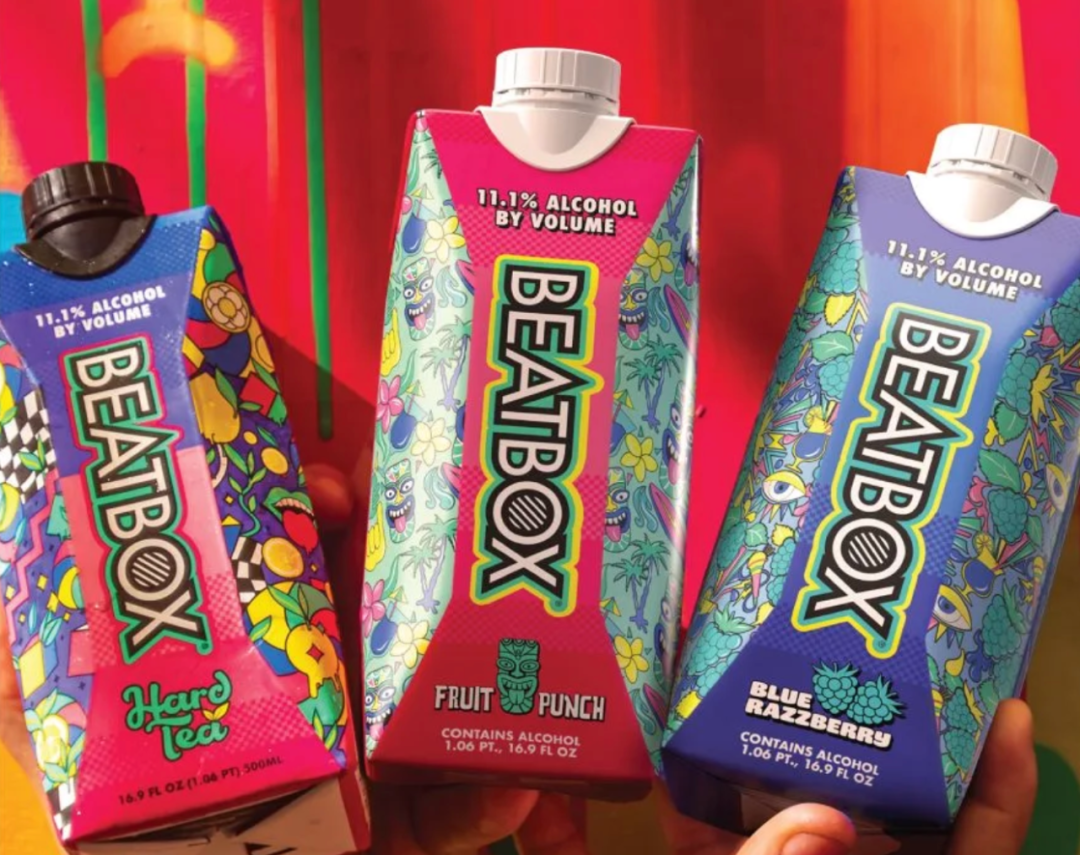 11.1% ALCOHOL
BY VOLUME
BEATBOX
Hard
Tea
16.9 FL OZ (1.06 PT) 500ML
11.1% ALCOHOL
BY VOLUME
BEATBOX
FRUIT PUNCH
CONTAINS ALCOHOL
1.06 PT., 16.9 FL OZ
11.1% ALCOHOL
BY VOLUME
BEATBOX
BLUE
RAZZBERRY
CONTAINS ALCOHOL
1.06 PT., 16.9 FL OZ